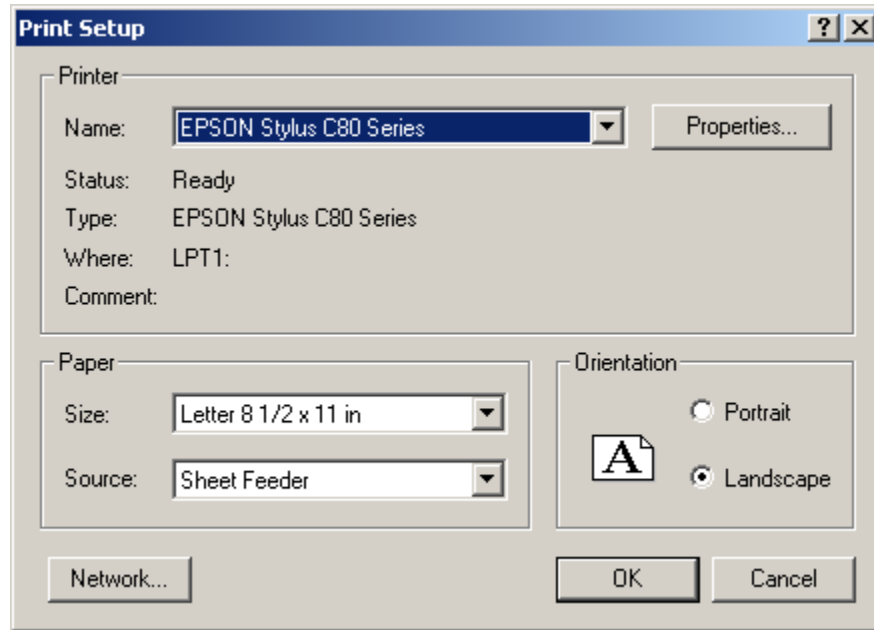 Print Setup
Printer
Name: EPSON Stylus C80 Series Properties...
Status: Ready
Type: EPSON Stylus C80 Series
Where: LPT1:
Comment:
Paper
Size: Letter 8 1/2 x 11 in
Source: Sheet Feeder
Orientation
A
Portrait
Landscape
Network... OK Cancel